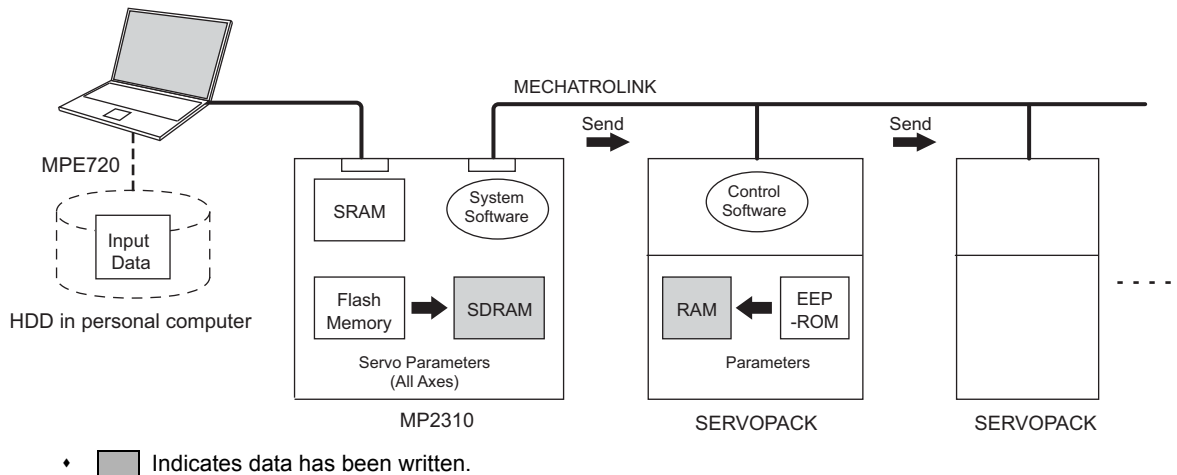 MECHATROLINK
Send
Send
MPE720
SRAM
System
Software
Control
Software
Input
Data
Flash
Memory
SDRAM
RAM
EEP
-ROM
HDD in personal computer
Servo Parameters
(All Axes)
Parameters
MP2310
SERVOPACK
SERVOPACK
Indicates data has been written.